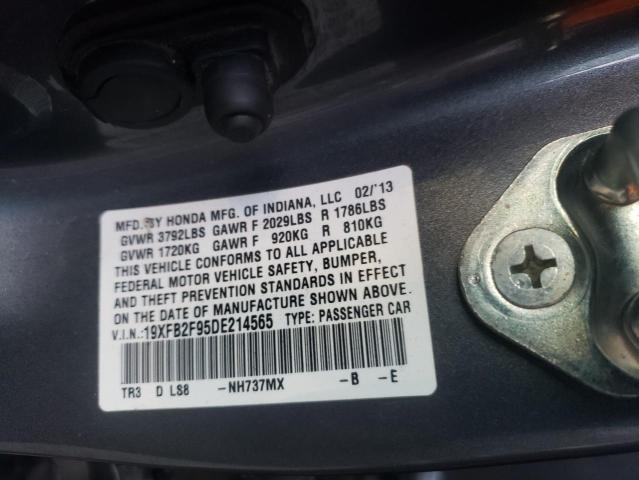 MFD. BY HONDA MFG. OF INDIANA, LLC 02/'13
GVWR 3792LBS GAWR F 2029LBS R 1786LBS
GVWR 1720KG GAWR F 920KG R 810KG
THIS VEHICLE CONFORMS TO ALL APPLICABLE
FEDERAL MOTOR VEHICLE SAFETY, BUMPER,
AND THEFT PREVENTION STANDARDS IN EFFECT
ON THE DATE OF MANUFACTURE SHOWN ABOVE.
V.I.N.:19XFB2F95DE214565 TYPE: PASSENGER CAR
TR3 D LS8 -NH737MX -B -E